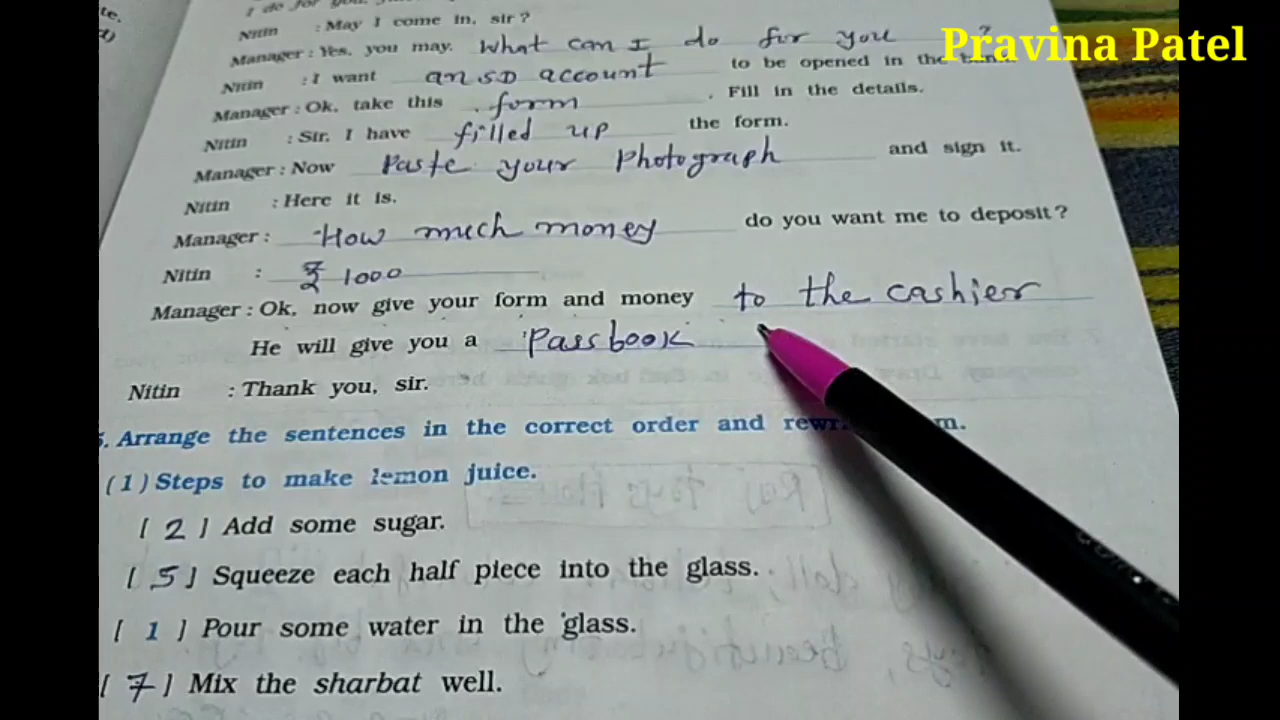 I do for you,
Nitin : May I come in, sir?
Pravina Patel
Manager : Yes, you may. What can I do for you ?
Nitin : I want an SD account to be opened in the
Manager : Ok, take this form . Fill in the details.
Nitin : Sir, I have filled up the form.
Manager : Now Paste your Photograph and sign it.
Nitin : Here it is.
Manager : How much money do you want me to deposit?
Nitin : ₹ 1000
Manager : Ok, now give your form and money to the cashier
He will give you a Passbook
Nitin : Thank you, sir.
5. Arrange the sentences in the correct order and
(1) Steps to make lemon juice.
[ 2 ] Add some sugar.
[ 5 ] Squeeze each half piece into the glass.
[ 1 ] Pour some water in the glass.
[ 7 ] Mix the sharbat well.